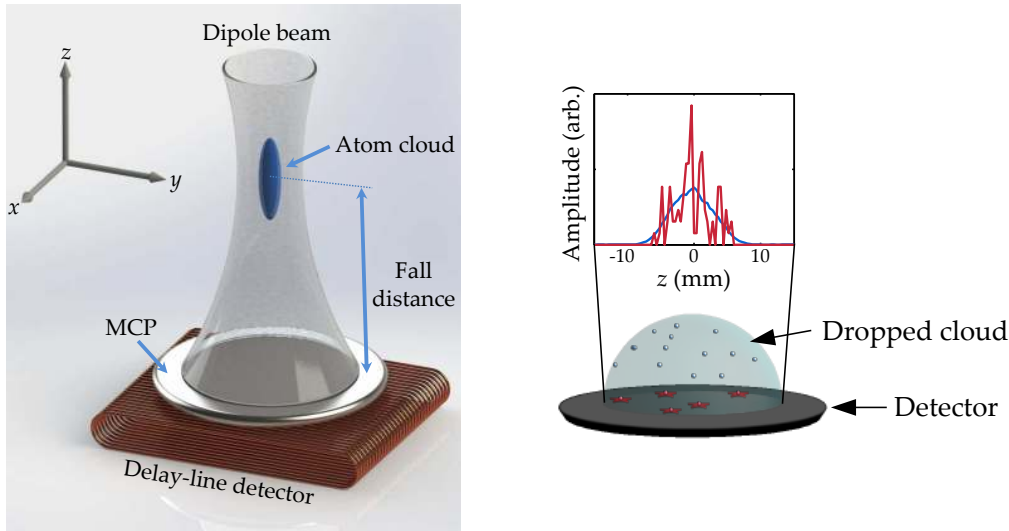 Dipole beam
z
Atom cloud
y
x
Fall
distance
MCP
Delay-line detector
Amplitude (arb.)
-10 0 10
z (mm)
Dropped cloud
Detector